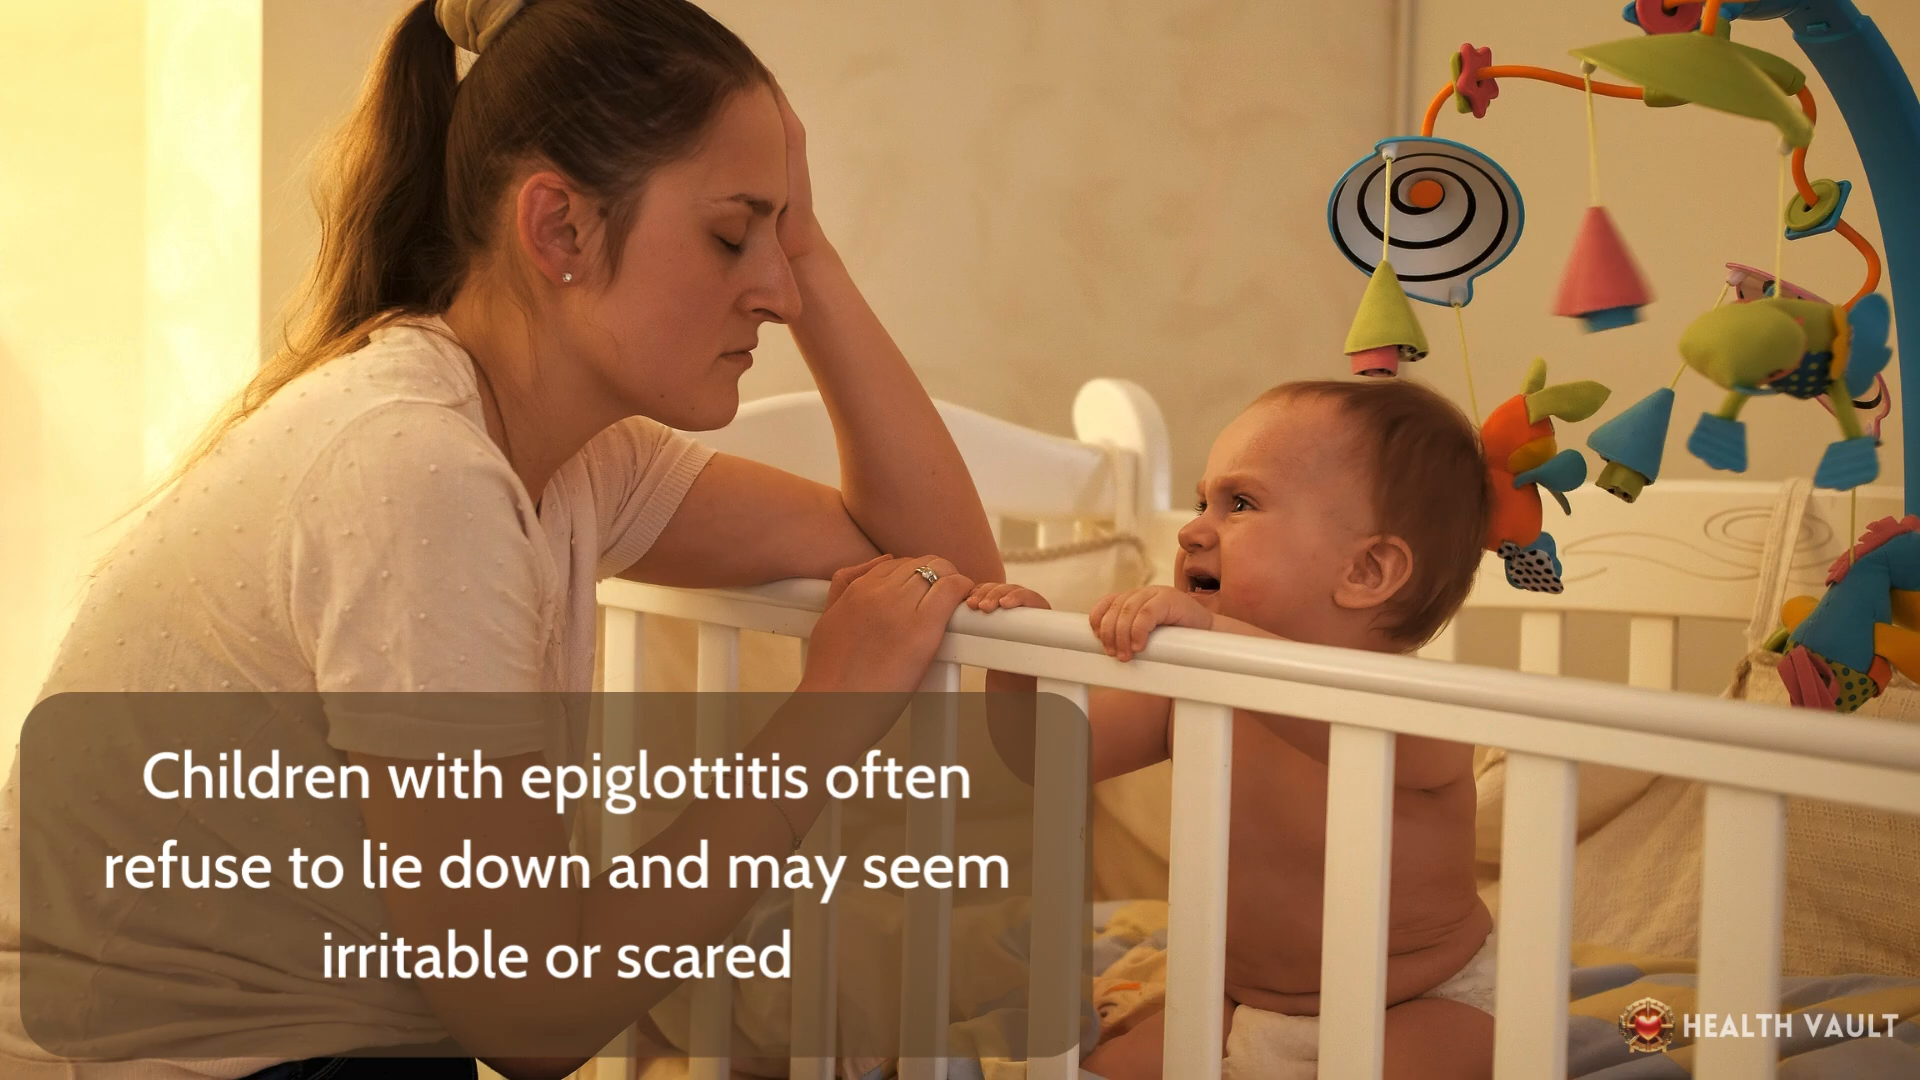 Children with epiglottitis often
refuse to lie down and may seem
irritable or scared
HEALTH VAULT